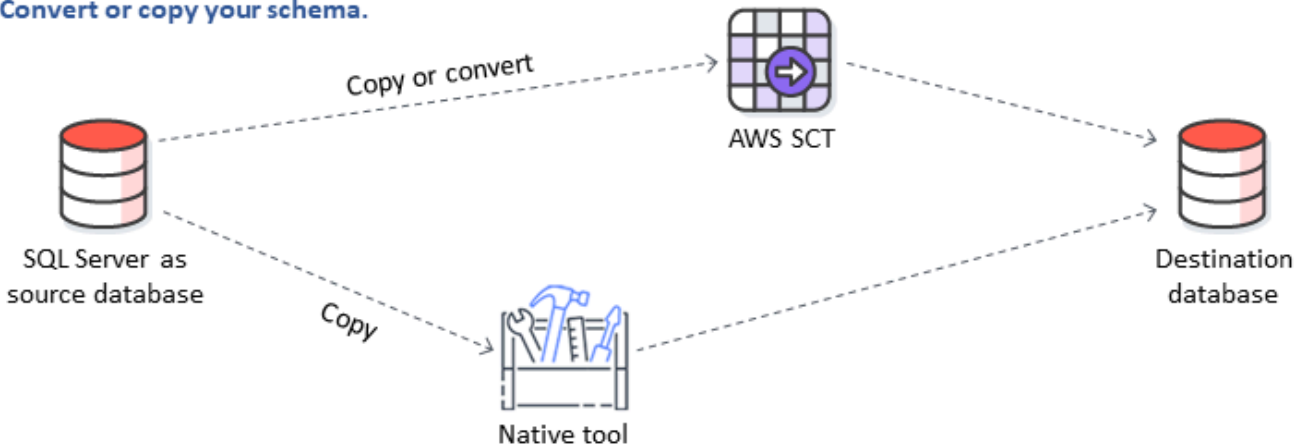 Convert or copy your schema.
Copy or convert
AWS SCT
SQL Server as
source database
Destination
database
Copy
Native tool